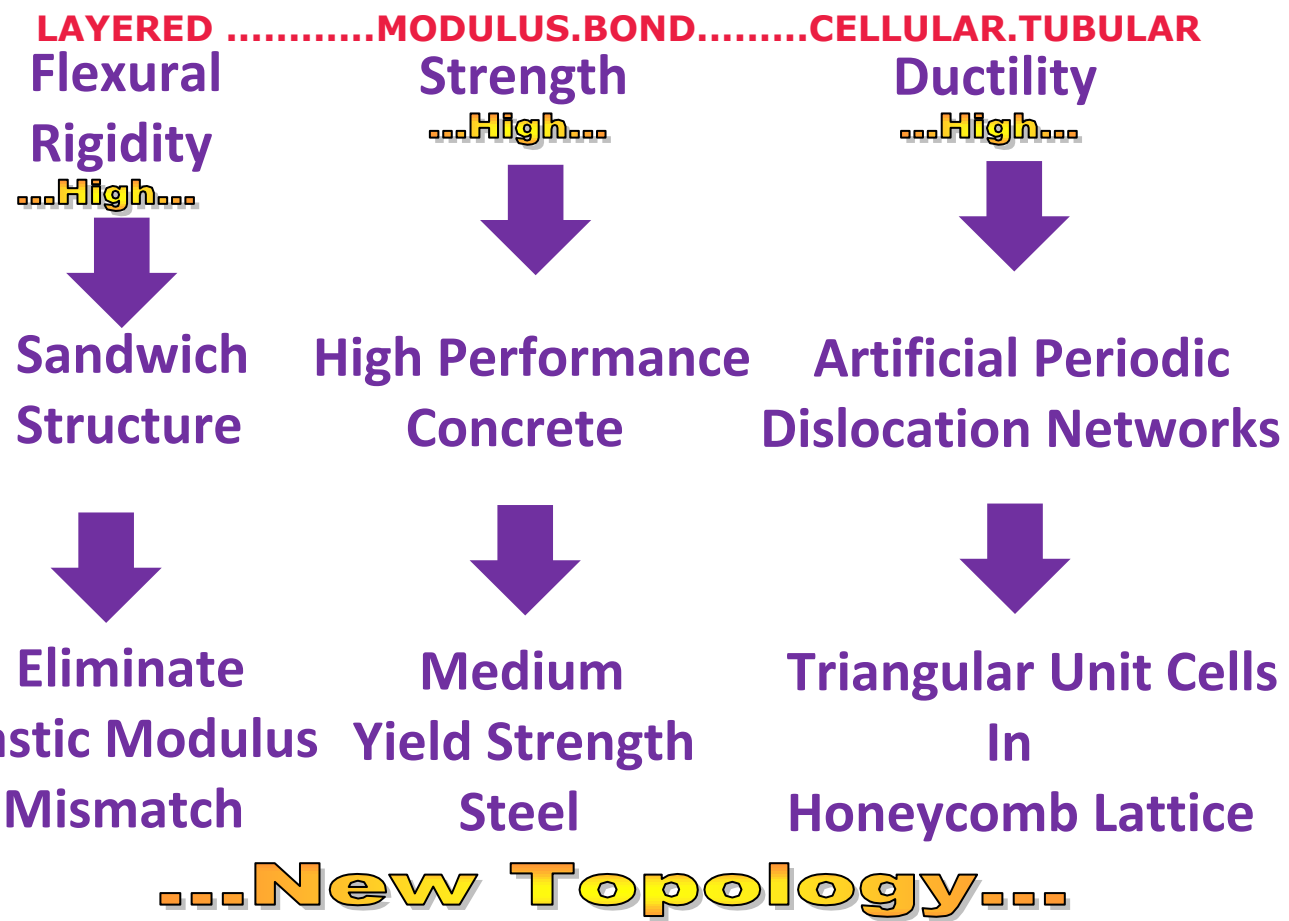 LAYERED ............MODULUS.BOND.........CELLULAR.TUBULAR
Flexural
Rigidity
...High...
Sandwich
Structure
Eliminate
astic Modulus
Mismatch
Strength
...High...
High Performance
Concrete
Medium
Yield Strength
Steel
Ductility
...High...
Artificial Periodic
Dislocation Networks
Triangular Unit Cells
In
Honeycomb Lattice
...New Topology...